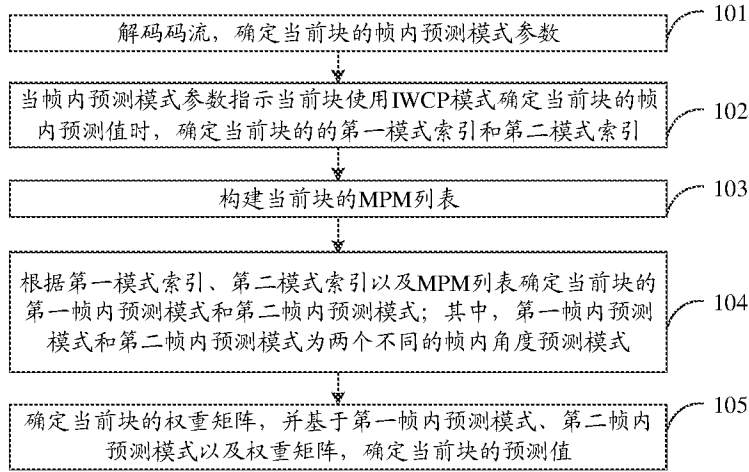 解码码流，确定当前块的帧内预测模式参数
101
当帧内预测模式参数指示当前块使用IWCP模式确定当前块的帧
内预测值时，确定当前块的的第一模式索引和第二模式索引
102
构建当前块的MPM列表
103
根据第一模式索引、第二模式索引以及MPM列表确定当前块的
第一帧内预测模式和第二帧内预测模式；其中，第一帧内预测
模式和第二帧内预测模式为两个不同的帧内角度预测模式
104
确定当前块的权重矩阵，并基于第一帧内预测模式、第二帧内
预测模式以及权重矩阵，确定当前块的预测值
105